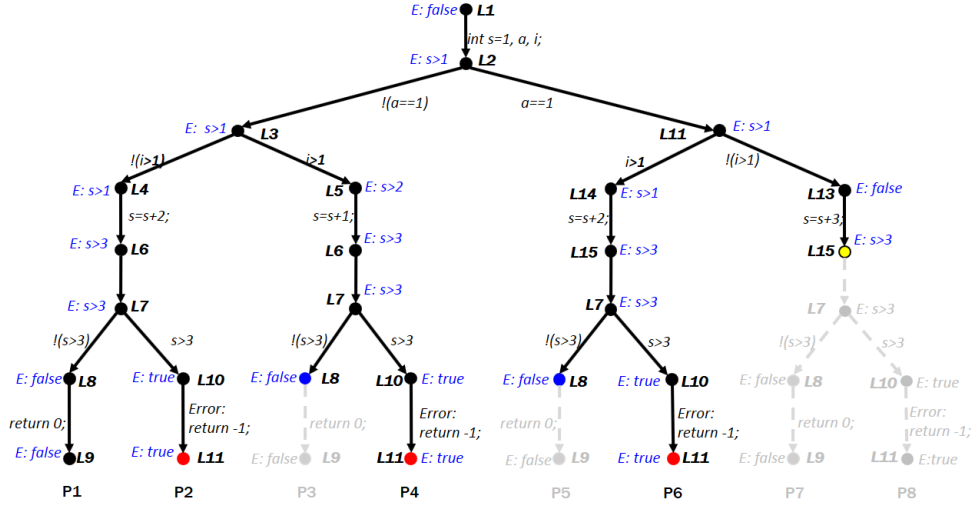 E: false L1
int s=1, a, i;
E: s>1 L2
!(a==1) a==1
E: s>1 L3 L11 E: s>1
!(i>1) i>1 i>1 !(i>1)
E: s>1 L4 L5 E: s>2 L14 E: s>1 L13 E: false
s=s+2; s=s+1; s=s+2; s=s+3;
E: s>3 L6 L6 E: s>3 L15 E: s>3 L15 E: s>3
E: s>3 L7 L7 E: s>3 L7 E: s>3 L7 E: s>3
!(s>3) s>3 !(s>3) s>3 !(s>3) s>3 !(s>3) s>3
E: false L8 E: true L10 E: false L8 L10 E: true E: false L8 E: true L10 E: false L8 L10 E: true
return 0; Error: return -1; return 0; Error: return -1; return 0; Error: return -1; return 0; Error: return -1;
E: false L9 E: true L11 E: false L9 L11 E: true E: false L9 E: true L11 E: false L9 L11 E:true
P1 P2 P3 P4 P5 P6 P7 P8